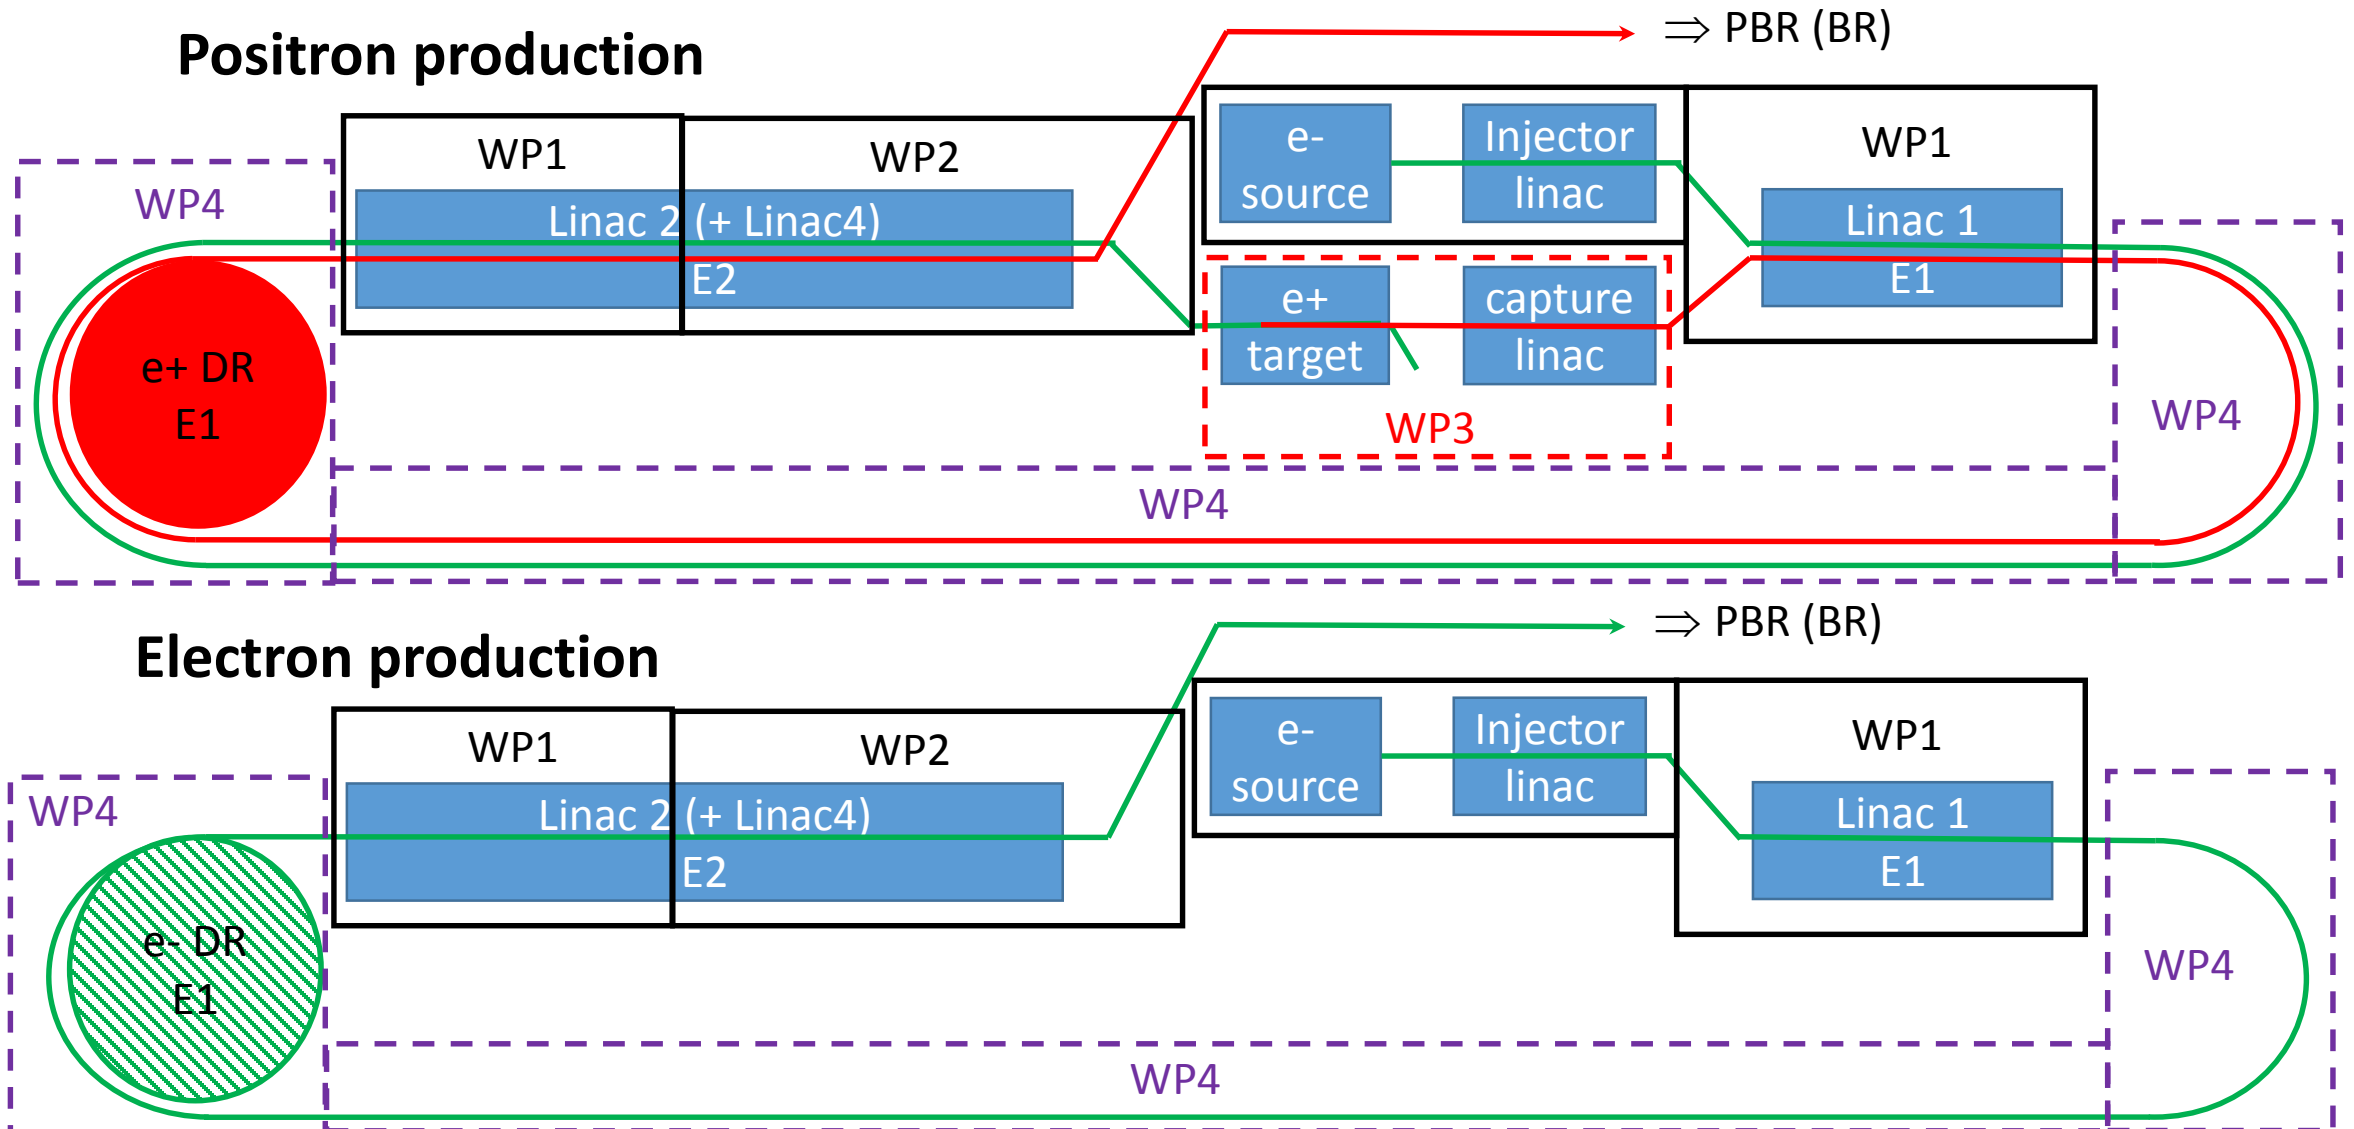 Positron production
⇒ PBR (BR)
WP4
WP1
WP2
Linac 2 (+ Linac4)
E2
e-
source
Injector
linac
WP1
Linac 1
E1
e+ DR
E1
e+
target
capture
linac
WP3
WP4
WP4
Electron production
⇒ PBR (BR)
WP4
WP1
WP2
Linac 2 (+ Linac4)
E2
e-
source
Injector
linac
WP1
Linac 1
E1
e- DR
E1
WP4
WP4